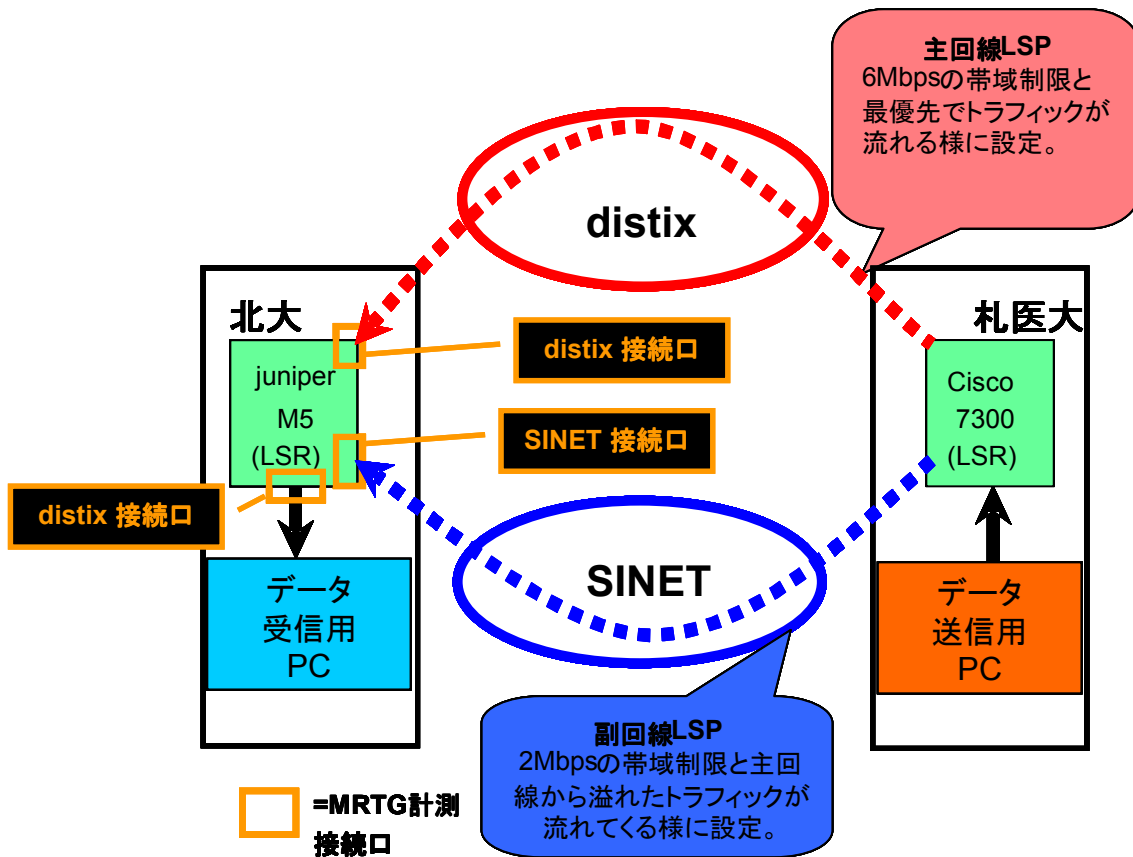 主回線LSP
6Mbpsの帯域制限と
最優先でトラフィックが
流れる様に設定。
distix
北大
札医大
juniper
M5
(LSR)
distix 接続口
SINET 接続口
distix 接続口
Cisco
7300
(LSR)
データ
受信用
PC
SINET
データ
送信用
PC
副回線LSP
2Mbpsの帯域制限と主回
線から溢れたトラフィックが
流れてくる様に設定。
=MRTG計測
接続口